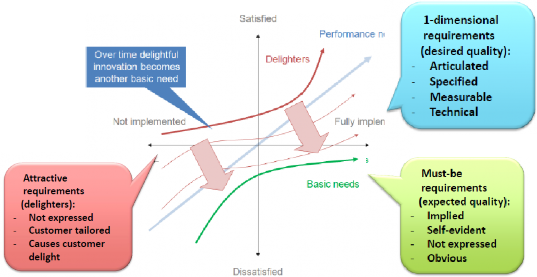 Satisfied
Performance
Delighters
Over time delightful
innovation becomes
another basic need
1-dimensional
requirements
(desired quality):
- Articulated
- Specified
- Measurable
- Technical
Not implemented
Fully implem
Attractive
requirements
(delighters):
- Not expressed
- Customer tailored
- Causes customer
delight
Basic needs
Must-be
requirements
(expected quality):
- Implied
- Self-evident
- Not expressed
- Obvious
Dissatisfied